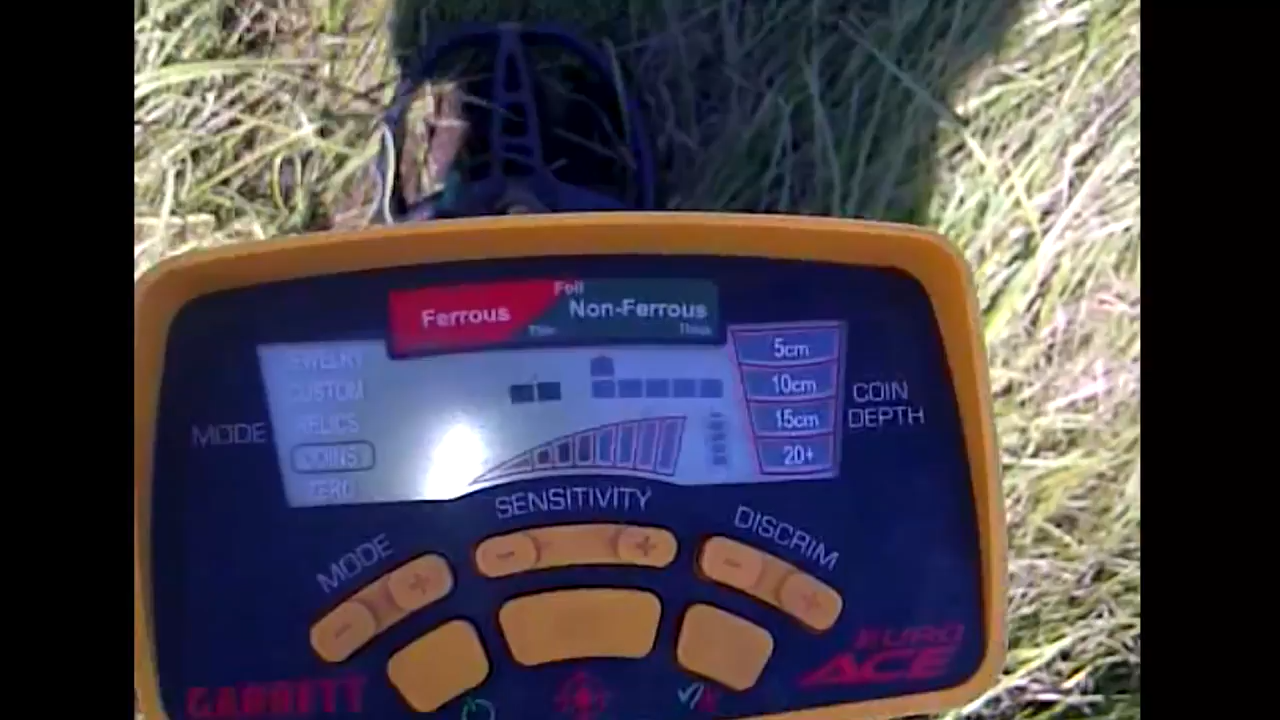 Foil
Ferrous Non-Ferrous
Thin Thick
JEWELRY
CUSTOM
RELICS
COINS
ZERO
MODE
5cm
10cm
15cm
20+
COIN
DEPTH
SENSITIVITY
MODE
DISCRIM
- +
- +
- +
GARRETT
EURO
ACE